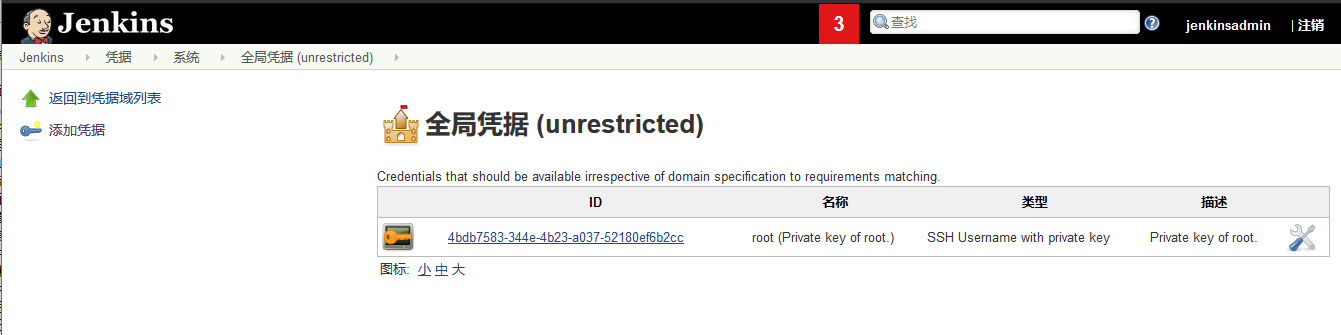 Jenkins 3 查找 jenkinsadmin | 注销
Jenkins 凭据 系统 全局凭据 (unrestricted)
返回到凭据域列表
添加凭据
全局凭据 (unrestricted)
Credentials that should be available irrespective of domain specification to requirements matching.
ID 名称 类型 描述
4bdb7583-344e-4b23-a037-52180ef6b2cc root (Private key of root.) SSH Username with private key Private key of root.
图标: 小 中 大